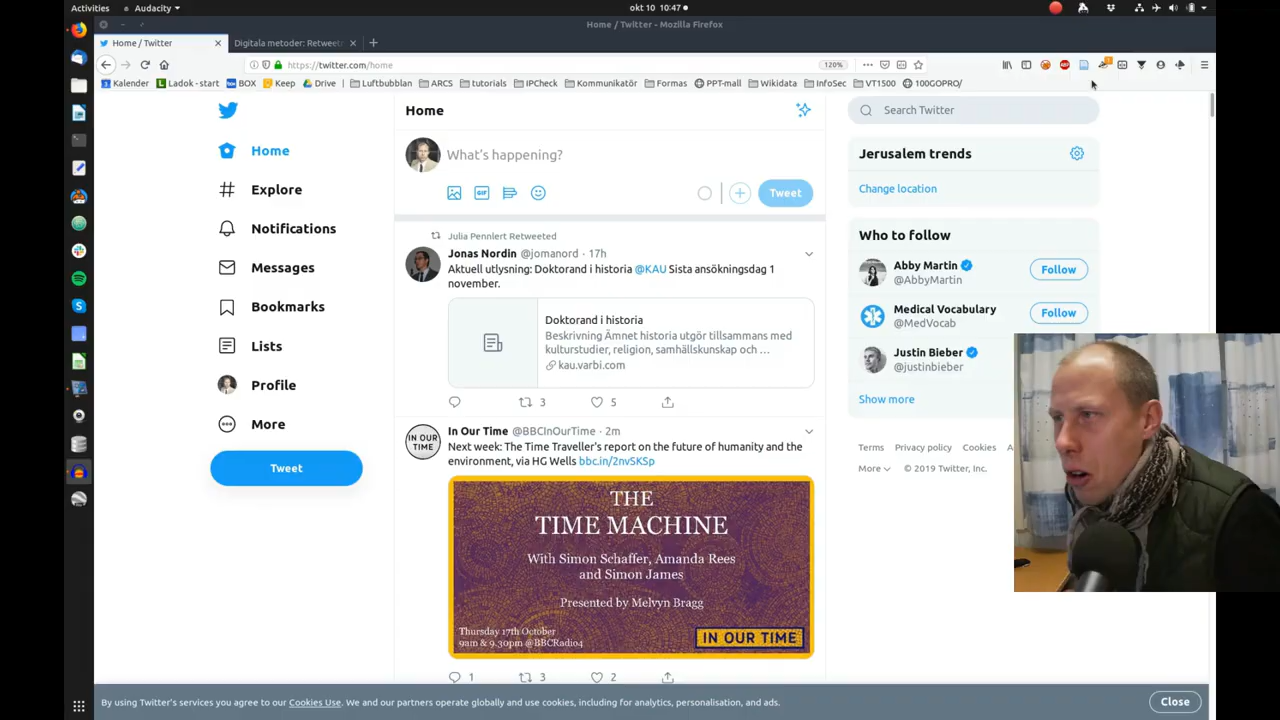 Activities
Audacity
okt 10 10:47
Home / Twitter - Mozilla Firefox
Home / Twitter
Digitala metoder: Retweet
https://twitter.com/home
120%
Kalender
Ladok - start
BOX
Keep
Drive
Luftbubblan
ARCS
tutorials
IPCheck
Kommunikatör
Formas
PPT-mall
Wikidata
InfoSec
VT1500
100GOPRO/
Home
Explore
Notifications
Messages
Bookmarks
Lists
Profile
More
Tweet
Home
What's happening?
GIF
Tweet
Julia Pennlert Retweeted
Jonas Nordin @jomanord · 17h
Aktuell utlysning: Doktorand i historia @KAU Sista ansökningsdag 1
november.
Doktorand i historia
Beskrivning Ämnet historia utgör tillsammans med
kulturstudier, religion, samhällskunskap och ...
kau.varbi.com
3
5
IN OUR
TIME
In Our Time @BBCInOurTime · 2m
Next week: The Time Traveller's report on the future of humanity and the
environment, via HG Wells bbc.in/2nvSKSp
THE
TIME MACHINE
With Simon Schaffer, Amanda Rees
and Simon James
Presented by Melvyn Bragg
Thursday 17th October
9am & 9.30pm @BBCRadio4
IN OUR TIME
1
3
2
Search Twitter
Jerusalem trends
Change location
Who to follow
Abby Martin
@AbbyMartin
Follow
Medical Vocabulary
@MedVocab
Follow
Justin Bieber
@justinbieber
Show more
Terms
Privacy policy
Cookies
More
© 2019 Twitter, Inc.
By using Twitter's services you agree to our Cookies Use. We and our partners operate globally and use cookies, including for analytics, personalisation, and ads.
Close